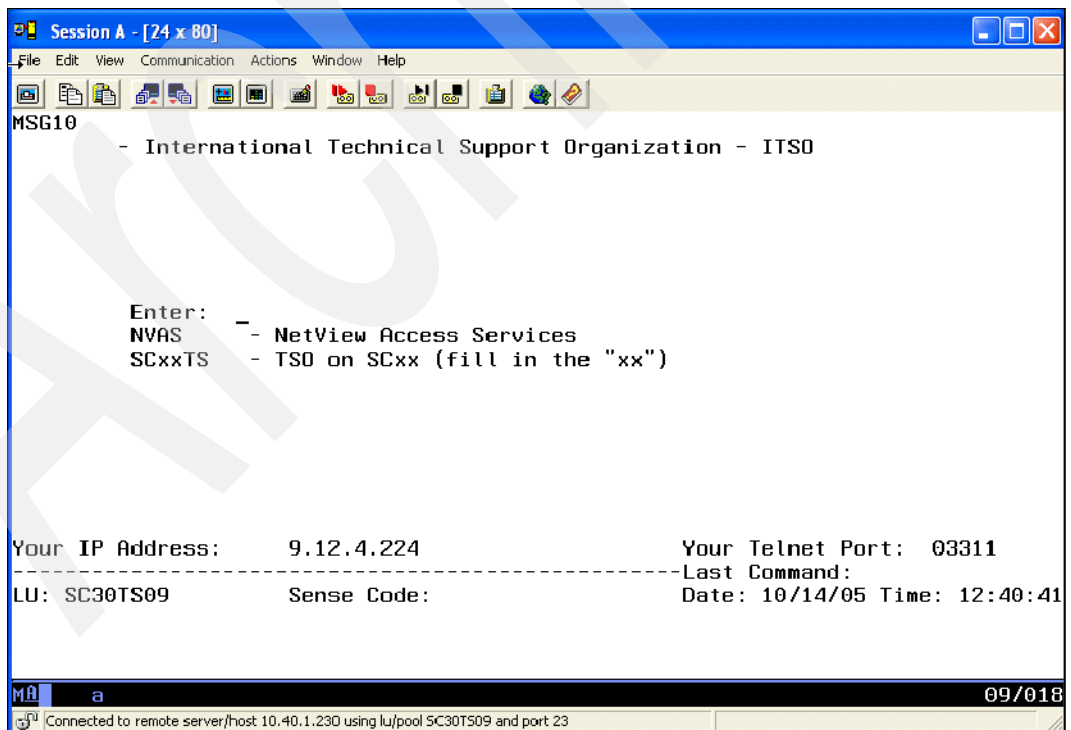 Session A - [24 x 80]
File Edit View Communication Actions Window Help
MSG10
- International Technical Support Organization - ITSO
Enter: _
NVAS - NetView Access Services
SCxxTS - TSO on SCxx (fill in the "xx")
Your IP Address: 9.12.4.224 Your Telnet Port: 03311
--------------------------------------------------Last Command:
LU: SC30TS09 Sense Code: Date: 10/14/05 Time: 12:40:41
MA a 09/018
Connected to remote server/host 10.40.1.230 using lu/pool SC30TS09 and port 23